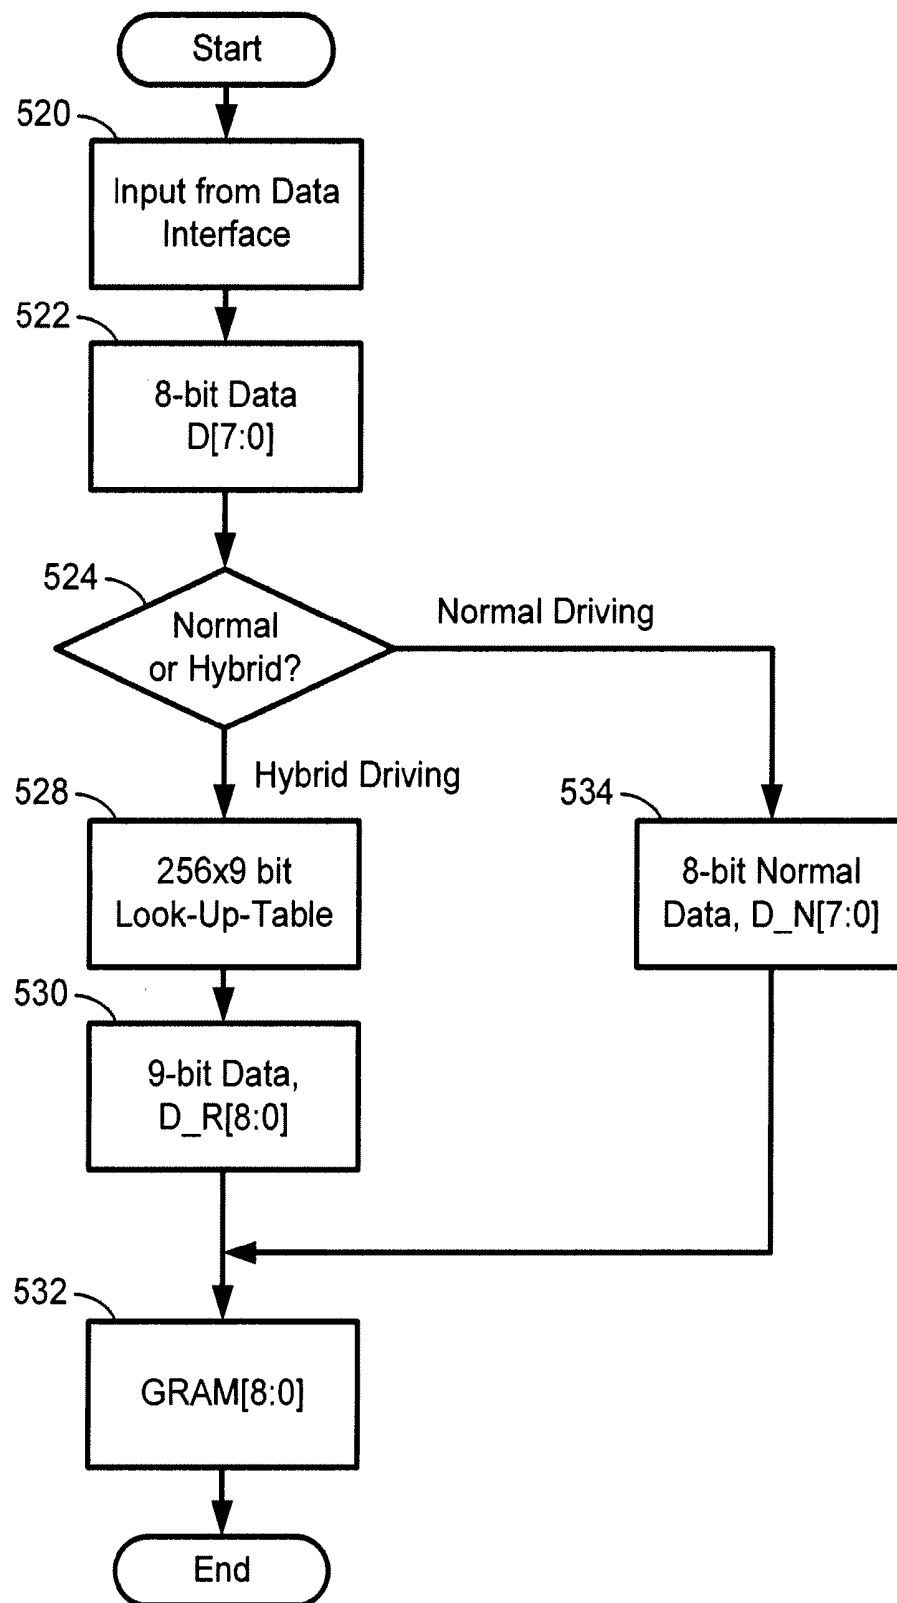 Start
520
Input from Data
Interface
522
8-bit Data
D[7:0]
524
Normal
or Hybrid?
Normal Driving
Hybrid Driving
528
256x9 bit
Look-Up-Table
534
8-bit Normal
Data, D_N[7:0]
530
9-bit Data,
D_R[8:0]
532
GRAM[8:0]
End